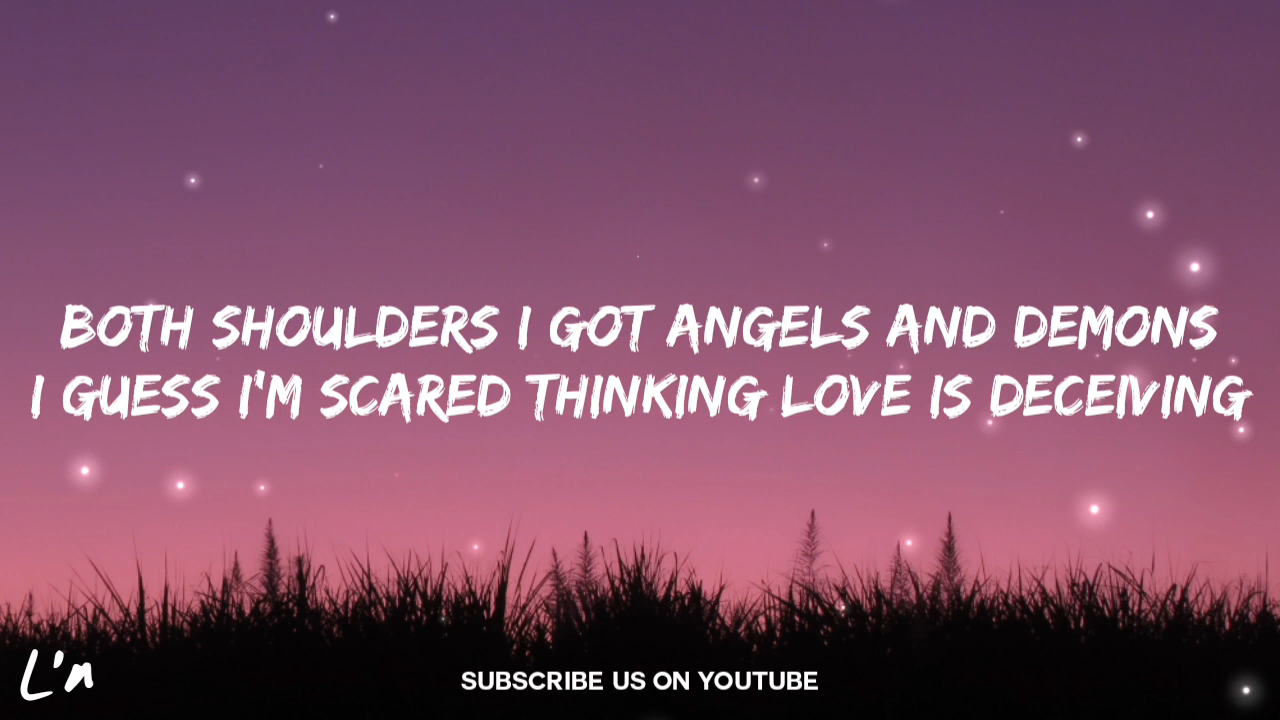 BOTH SHOULDERS I GOT ANGELS AND DEMONS
I GUESS I'M SCARED THINKING LOVE IS DECEIVING
L'n
SUBSCRIBE US ON YOUTUBE